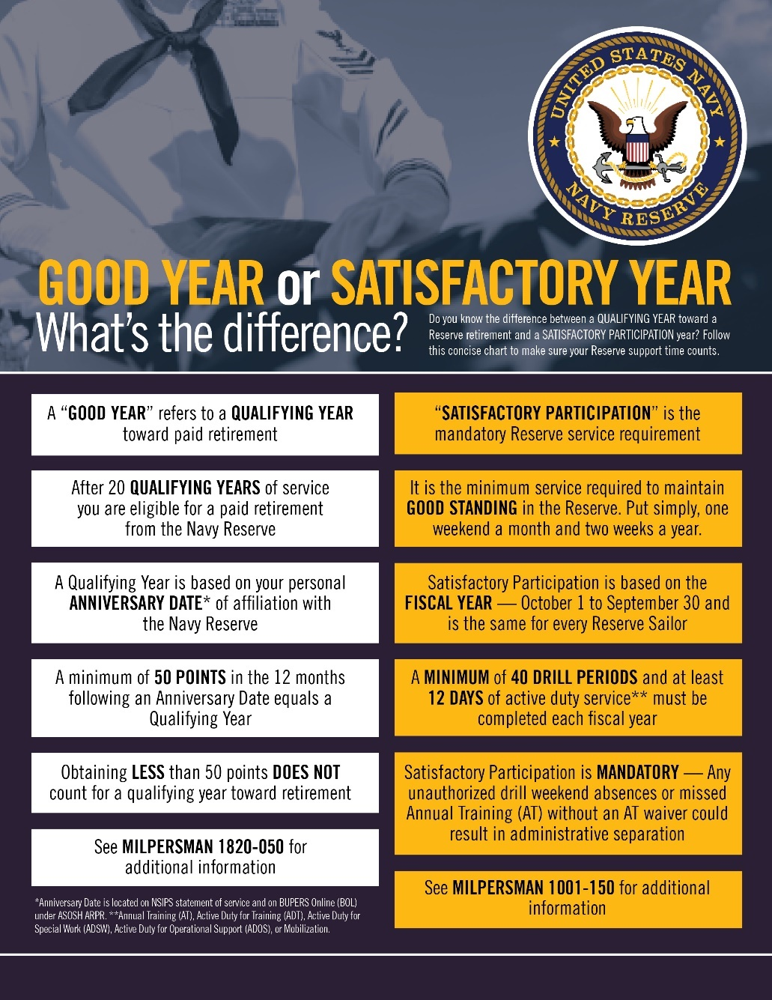 UNITED STATES NAVY
NAVY RESERVE
GOOD YEAR or SATISFACTORY YEAR
What's the difference?
Do you know the difference between a QUALIFYING YEAR toward a
Reserve retirement and a SATISFACTORY PARTICIPATION year? Follow
this concise chart to make sure your Reserve support time counts.
A “GOOD YEAR” refers to a QUALIFYING YEAR
toward paid retirement
After 20 QUALIFYING YEARS of service
you are eligible for a paid retirement
from the Navy Reserve
A Qualifying Year is based on your personal
ANNIVERSARY DATE* of affiliation with
the Navy Reserve
A minimum of 50 POINTS in the 12 months
following an Anniversary Date equals a
Qualifying Year
Obtaining LESS than 50 points DOES NOT
count for a qualifying year toward retirement
See MILPERSMAN 1820-050 for
additional information
*Anniversary Date is located on NSIPS statement of service and on BUPERS Online (BOL)
under ASOSH ARPR. **Annual Training (AT), Active Duty for Training (ADT), Active Duty for
Special Work (ADSW), Active Duty for Operational Support (ADOS), or Mobilization.
“SATISFACTORY PARTICIPATION” is the
mandatory Reserve service requirement
It is the minimum service required to maintain
GOOD STANDING in the Reserve. Put simply, one
weekend a month and two weeks a year.
Satisfactory Participation is based on the
FISCAL YEAR — October 1 to September 30 and
is the same for every Reserve Sailor
A MINIMUM of 40 DRILL PERIODS and at least
12 DAYS of active duty service** must be
completed each fiscal year
Satisfactory Participation is MANDATORY — Any
unauthorized drill weekend absences or missed
Annual Training (AT) without an AT waiver could
result in administrative separation
See MILPERSMAN 1001-150 for additional
information